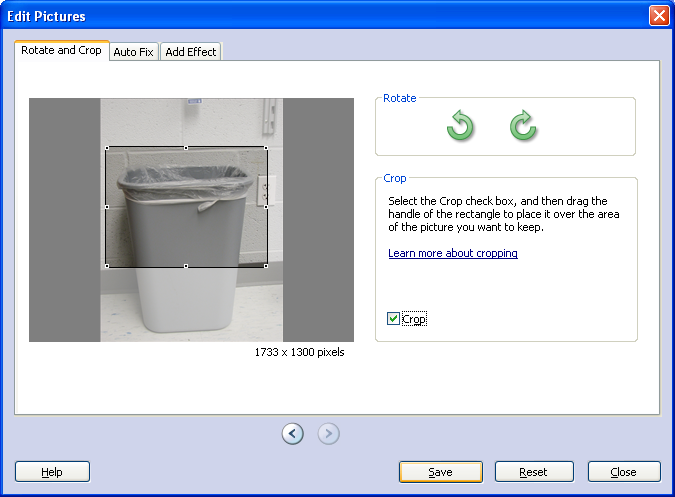 Edit Pictures
Rotate and Crop
Auto Fix
Add Effect
Rotate
Crop
Select the Crop check box, and then drag the
handle of the rectangle to place it over the area
of the picture you want to keep.
Learn more about cropping
Crop
1733 x 1300 pixels
Help
Save
Reset
Close